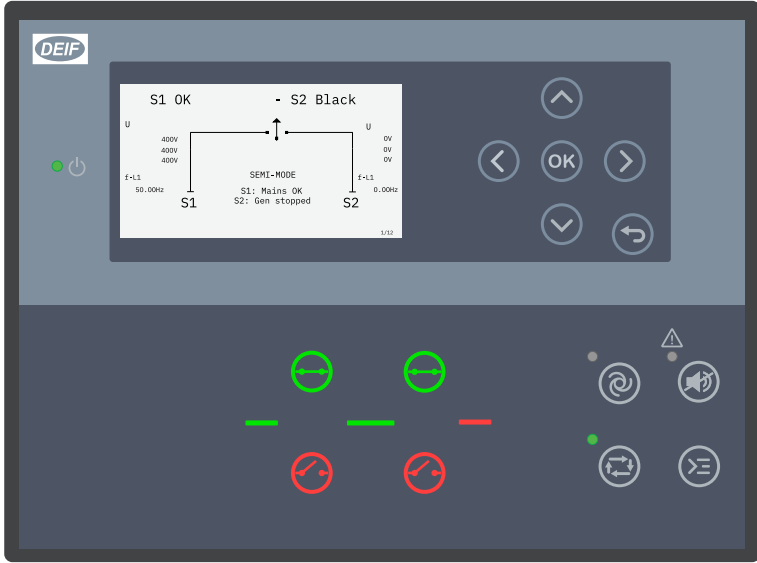 DEIF
S1 OK - S2 Black
U U
400V 0V
400V 0V
400V 0V
f-L1 SEMI-MODE f-L1
50.00Hz S1: Mains OK 0.00Hz
S1 S2: Gen stopped S2
1/12
OK